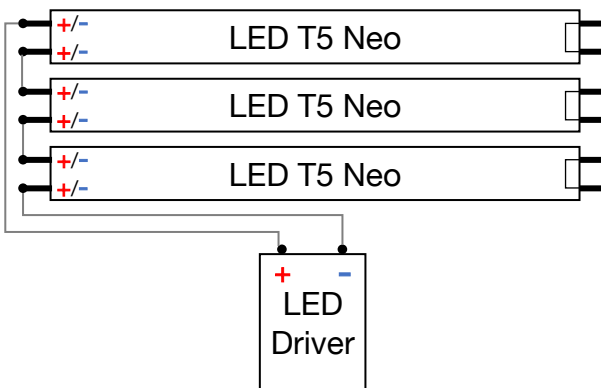 +/-
LED T5 Neo
+/-
+/-
LED T5 Neo
+/-
+/-
LED T5 Neo
+/-
+ -
LED
Driver